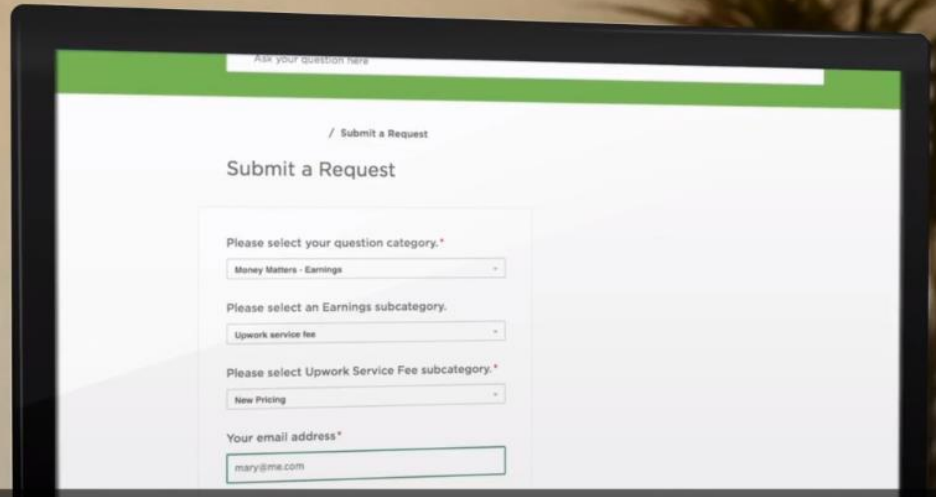 Ask your question here
/ Submit a Request
Submit a Request
Please select your question category.*
Money Matters - Earnings
Please select an Earnings subcategory.
Upwork service fee
Please select Upwork Service Fee subcategory.*
New Pricing
Your email address*
mary@me.com